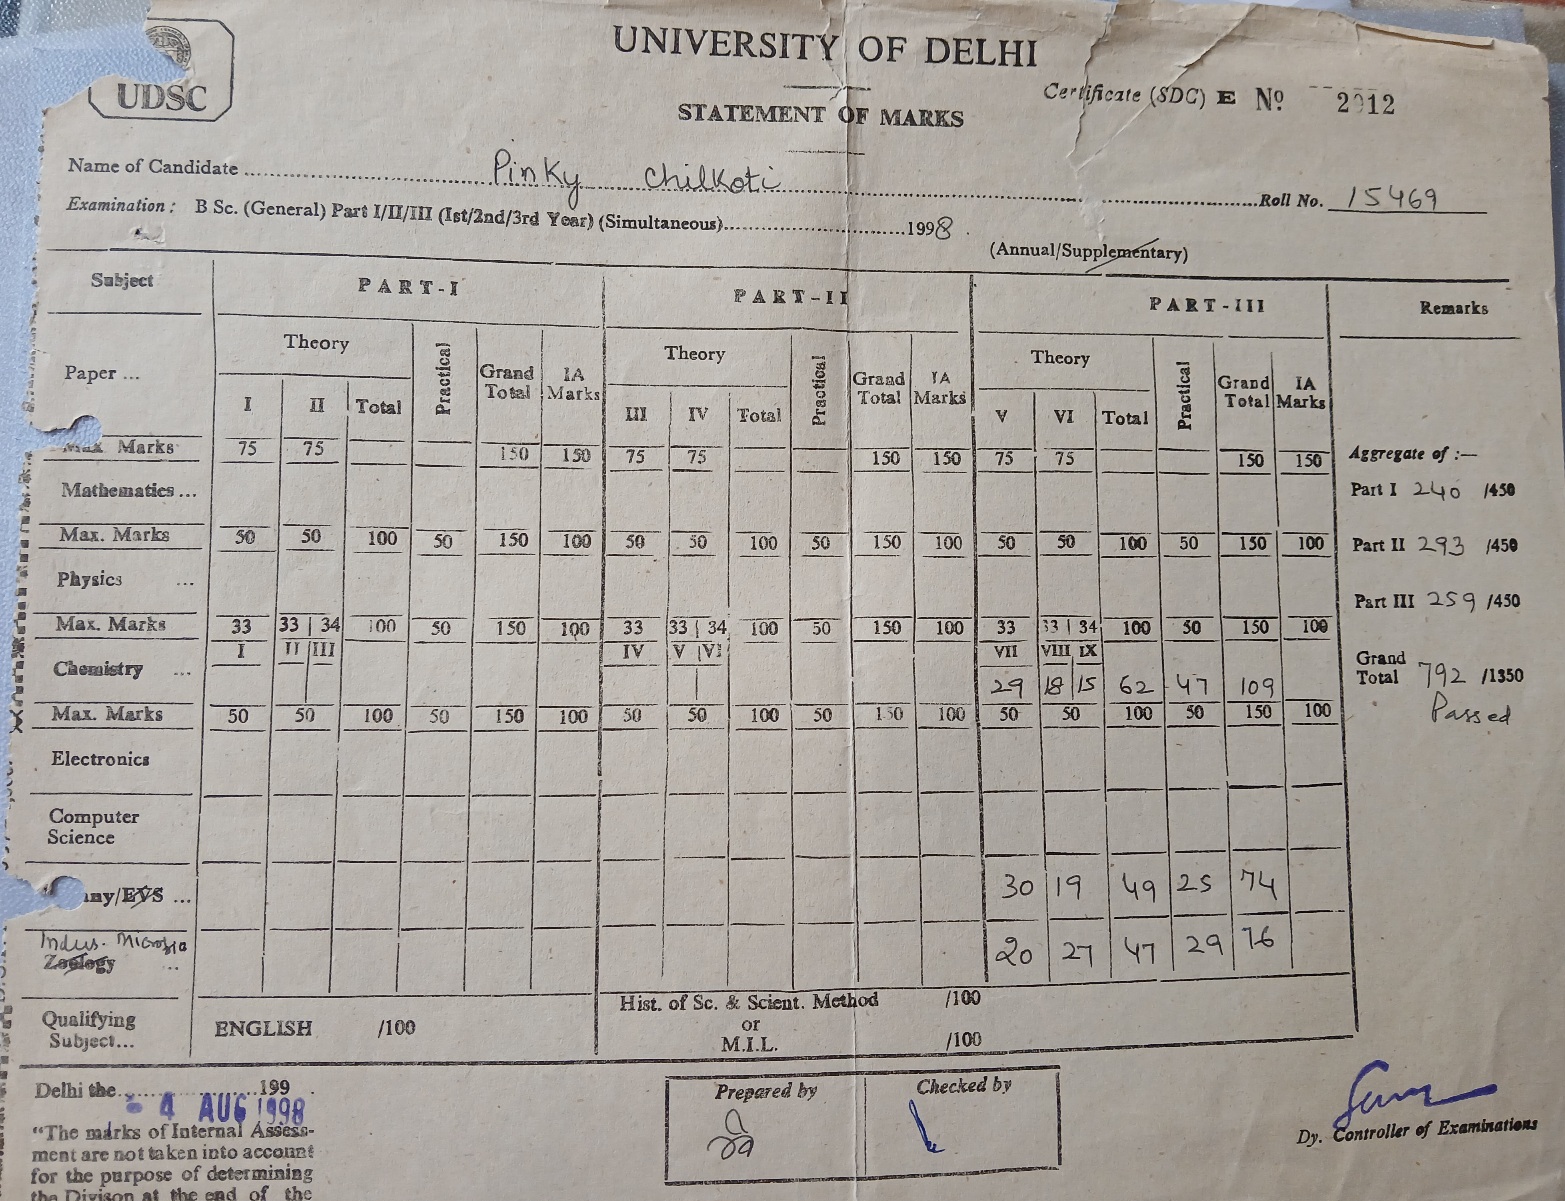 UDSC
UNIVERSITY OF DELHI
Certificate (SDC) E No 2012
STATEMENT OF MARKS
Name of Candidate Pinky Chilkoti
Roll No. 15469
Examination: B Sc. (General) Part I/II/III (Ist/2nd/3rd Year) (Simultaneous) 1998.
(Annual/Supplementary)
Subject PART-I PART-II PART-III Remarks
Paper ... Theory Practical Grand Total IA Marks Theory Practical Grand Total IA Marks Theory Practical Grand Total IA Marks
I II Total III IV Total V VI Total
Max Marks 75 75 150 150 75 75 150 150 75 75 150 150 Aggregate of :—
Mathematics ... Part I 240 /450
Max. Marks 50 50 100 50 150 100 50 50 100 50 150 100 50 50 100 50 150 100 Part II 293 /450
Physics ...
Part III 259 /450
Max. Marks 33 33 | 34 100 50 150 100 33 33 | 34 100 50 150 100 33 33 | 34 100 50 150 100
I II III IV V VI VII VIII IX
Chemistry ... 29 18 15 62 47 109 Grand Total 792 /1350
Max. Marks 50 50 100 50 150 100 50 50 100 50 150 100 50 50 100 50 150 100 Passed
Electronics
Computer
Science
any/EVS ... 30 19 49 25 74
Indus. Microbio
Zoology .. 20 27 47 29 76
Qualifying
Subject... ENGLISH /100 Hist. of Sc. & Scient. Method /100
or
M.I.L. /100
Delhi the 199
- 4 AUG 1998
Prepared by Checked by
Dy. Controller of Examinations
"The marks of Internal Assess-
ment are not taken into account
for the purpose of determining
the Divison at the end of the